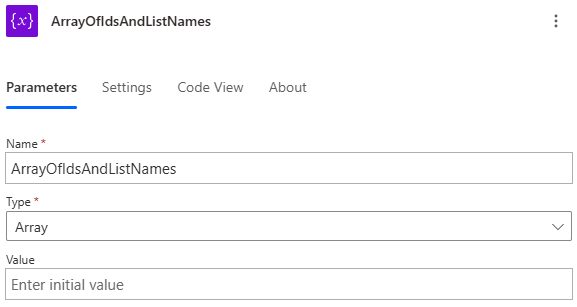 {x} ArrayOfIdsAndListNames
Parameters Settings Code View About
Name *
ArrayOfIdsAndListNames
Type *
Array
Value
Enter initial value